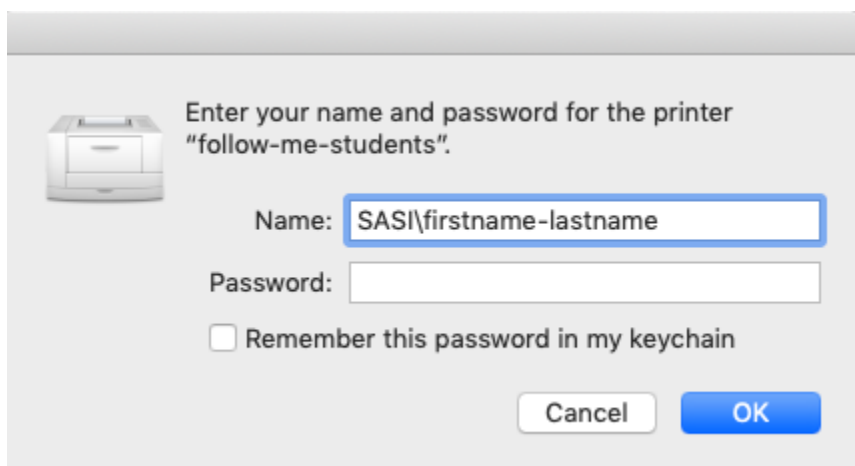 Enter your name and password for the printer
“follow-me-students”.
Name: SASI\firstname-lastname
Password:
Remember this password in my keychain
Cancel OK